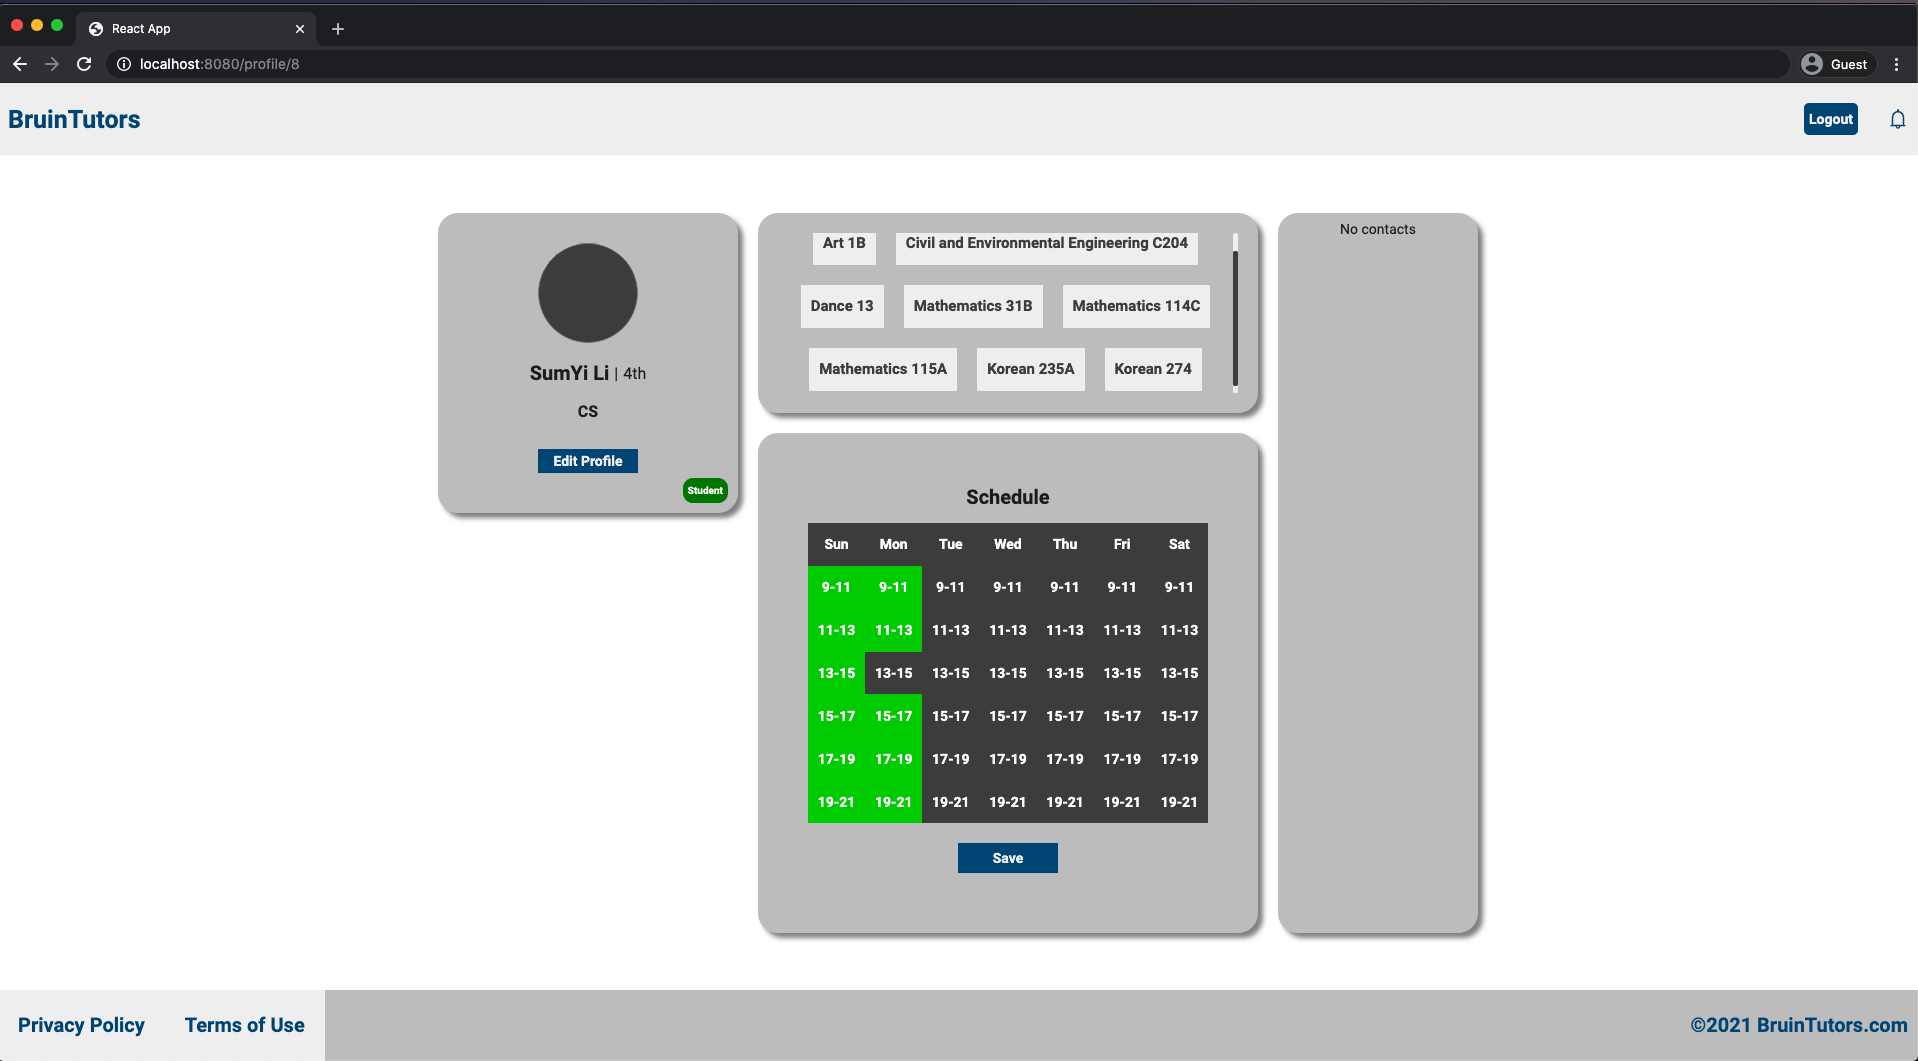 React App
localhost:8080/profile/8
Guest
BruinTutors
Logout
SumYi Li | 4th
CS
Edit Profile
Student
Art 1B
Civil and Environmental Engineering C204
Dance 13
Mathematics 31B
Mathematics 114C
Mathematics 115A
Korean 235A
Korean 274
Schedule
Sun Mon Tue Wed Thu Fri Sat
9-11 9-11 9-11 9-11 9-11 9-11 9-11
11-13 11-13 11-13 11-13 11-13 11-13 11-13
13-15 13-15 13-15 13-15 13-15 13-15 13-15
15-17 15-17 15-17 15-17 15-17 15-17 15-17
17-19 17-19 17-19 17-19 17-19 17-19 17-19
19-21 19-21 19-21 19-21 19-21 19-21 19-21
Save
No contacts
Privacy Policy
Terms of Use
©2021 BruinTutors.com